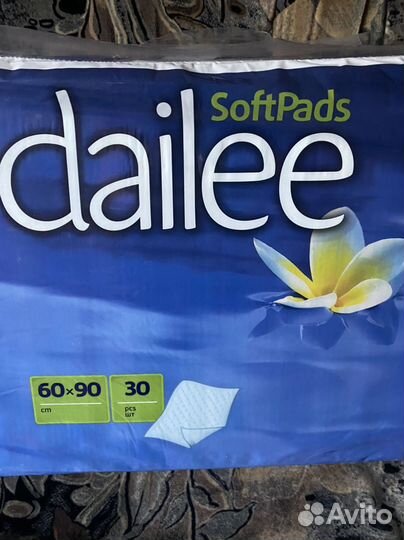 SoftPads
dailee
60×90 30
cm pcs
шт
Avito